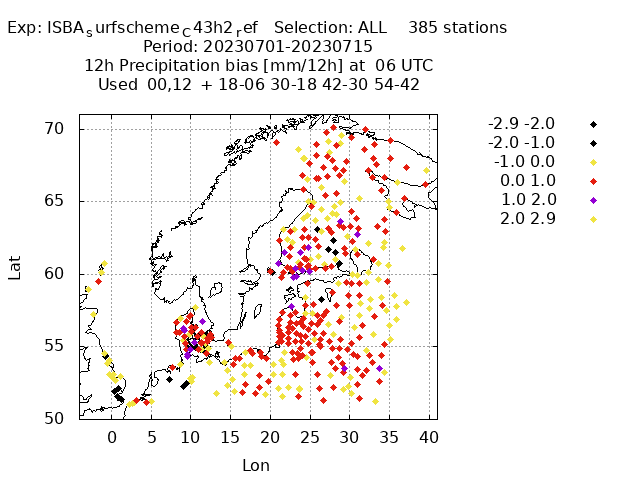 Exp: ISBAsurfschemeC43h2ref   Selection: ALL    385 stations
Period: 20230701-20230715
12h Precipitation bias [mm/12h] at  06 UTC
Used  00,12  + 18-06 30-18 42-30 54-42
-2.9 -2.0
-2.0 -1.0
-1.0 0.0
0.0 1.0
1.0 2.0
2.0 2.9
70
65
60
55
50
Lat
0 5 10 15 20 25 30 35 40
Lon